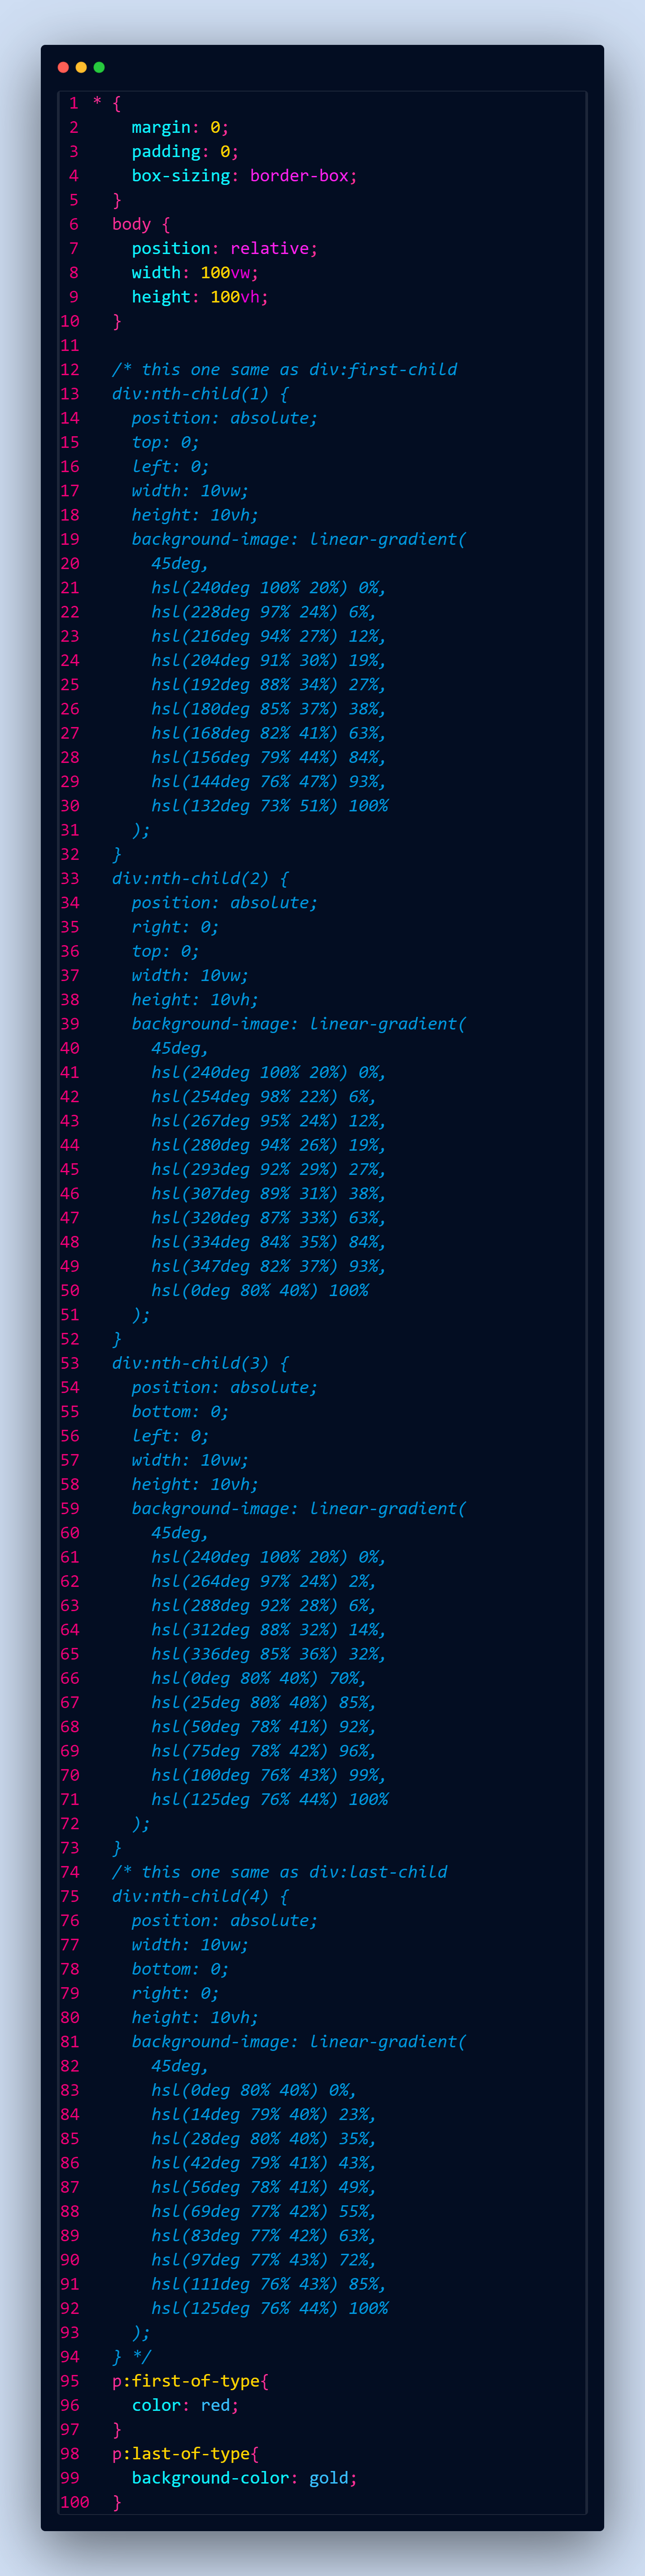 1 * {
2 margin: 0;
3 padding: 0;
4 box-sizing: border-box;
5 }
6 body {
7 position: relative;
8 width: 100vw;
9 height: 100vh;
10 }
11
12 /* this one same as div:first-child
13 div:nth-child(1) {
14 position: absolute;
15 top: 0;
16 left: 0;
17 width: 10vw;
18 height: 10vh;
19 background-image: linear-gradient(
20 45deg,
21 hsl(240deg 100% 20%) 0%,
22 hsl(228deg 97% 24%) 6%,
23 hsl(216deg 94% 27%) 12%,
24 hsl(204deg 91% 30%) 19%,
25 hsl(192deg 88% 34%) 27%,
26 hsl(180deg 85% 37%) 38%,
27 hsl(168deg 82% 41%) 63%,
28 hsl(156deg 79% 44%) 84%,
29 hsl(144deg 76% 47%) 93%,
30 hsl(132deg 73% 51%) 100%
31 );
32 }
33 div:nth-child(2) {
34 position: absolute;
35 right: 0;
36 top: 0;
37 width: 10vw;
38 height: 10vh;
39 background-image: linear-gradient(
40 45deg,
41 hsl(240deg 100% 20%) 0%,
42 hsl(254deg 98% 22%) 6%,
43 hsl(267deg 95% 24%) 12%,
44 hsl(280deg 94% 26%) 19%,
45 hsl(293deg 92% 29%) 27%,
46 hsl(307deg 89% 31%) 38%,
47 hsl(320deg 87% 33%) 63%,
48 hsl(334deg 84% 35%) 84%,
49 hsl(347deg 82% 37%) 93%,
50 hsl(0deg 80% 40%) 100%
51 );
52 }
53 div:nth-child(3) {
54 position: absolute;
55 bottom: 0;
56 left: 0;
57 width: 10vw;
58 height: 10vh;
59 background-image: linear-gradient(
60 45deg,
61 hsl(240deg 100% 20%) 0%,
62 hsl(264deg 97% 24%) 2%,
63 hsl(288deg 92% 28%) 6%,
64 hsl(312deg 88% 32%) 14%,
65 hsl(336deg 85% 36%) 32%,
66 hsl(0deg 80% 40%) 70%,
67 hsl(25deg 80% 40%) 85%,
68 hsl(50deg 78% 41%) 92%,
69 hsl(75deg 78% 42%) 96%,
70 hsl(100deg 76% 43%) 99%,
71 hsl(125deg 76% 44%) 100%
72 );
73 }
74 /* this one same as div:last-child
75 div:nth-child(4) {
76 position: absolute;
77 width: 10vw;
78 bottom: 0;
79 right: 0;
80 height: 10vh;
81 background-image: linear-gradient(
82 45deg,
83 hsl(0deg 80% 40%) 0%,
84 hsl(14deg 79% 40%) 23%,
85 hsl(28deg 80% 40%) 35%,
86 hsl(42deg 79% 41%) 43%,
87 hsl(56deg 78% 41%) 49%,
88 hsl(69deg 77% 42%) 55%,
89 hsl(83deg 77% 42%) 63%,
90 hsl(97deg 77% 43%) 72%,
91 hsl(111deg 76% 43%) 85%,
92 hsl(125deg 76% 44%) 100%
93 );
94 } */
95 p:first-of-type{
96 color: red;
97 }
98 p:last-of-type{
99 background-color: gold;
100 }